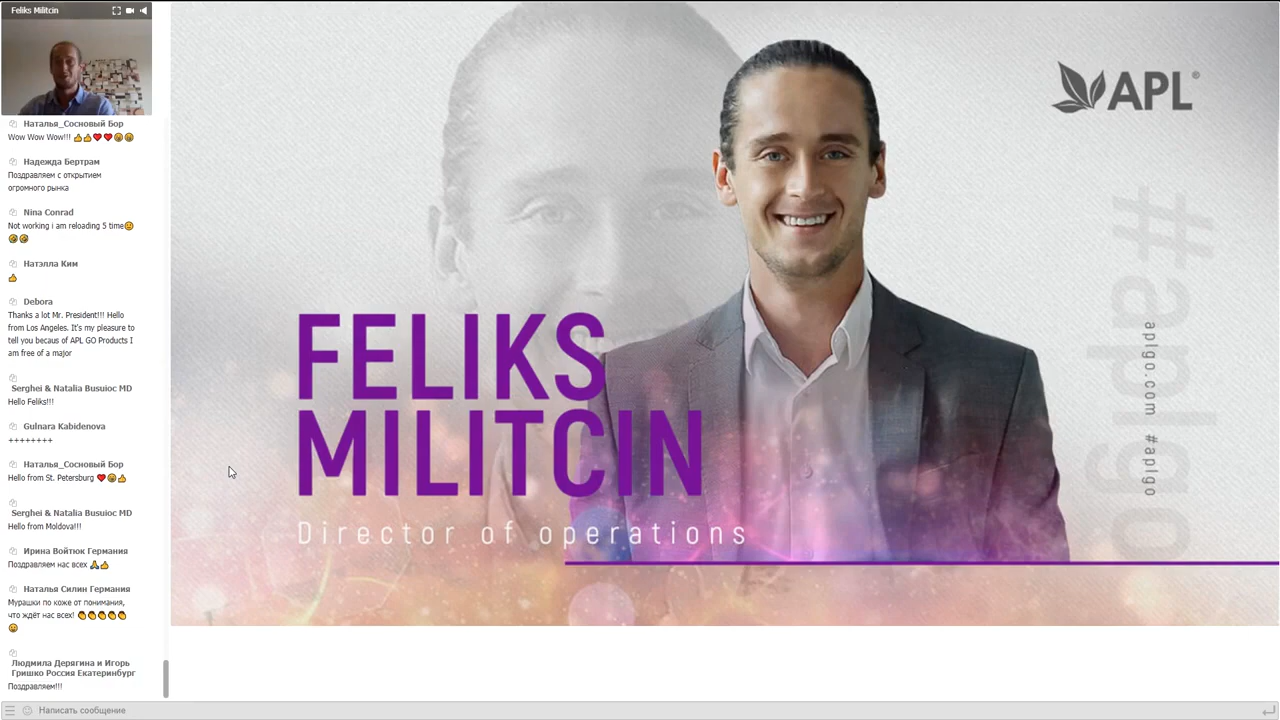 Feliks Militcin
Наталья_Сосновый Бор
Wow Wow Wow!!! 👍👍❤❤😀😀
Надежда Бертрам
Поздравляем с открытием
огромного рынка
Nina Conrad
Not working i am reloading 5 time
Натэлла Ким
👍
Debora
Thanks a lot Mr. President!!! Hello
from Los Angeles. It's my pleasure to
tell you becaus of APL GO Products I
am free of a major
Serghei & Natalia Busuioc MD
Hello Feliks!!!
Gulnara Kabidenova
++++++++
Наталья_Сосновый Бор
Hello from St. Petersburg
Serghei & Natalia Busuioc MD
Hello from Moldova!!!
Ирина Войтюк Германия
Поздравляем нас всех 🙏👍
Наталья Силин Германия
Мурашки по коже от понимания,
что ждёт нас всех! 👏👏👏👏👏
Людмила Дерягина и Игорь
Гришко Россия Екатеринбург
Поздравляем!!!
Написать сообщение
APL®
FELIKS
MILITCIN
Director of operations
#aplgo
aplgo.com #aplgo